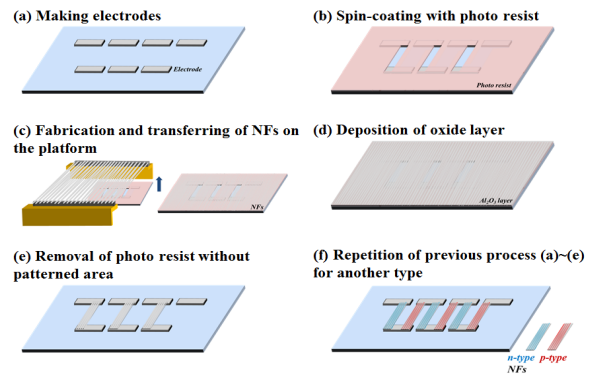 (a) Making electrodes
Electrode
(b) Spin-coating with photo resist
Photo resist
(c) Fabrication and transferring of NFs on
the platform
NFs
(d) Deposition of oxide layer
Al₂O₃ layer
(e) Removal of photo resist without
patterned area
(f) Repetition of previous process (a)~(e)
for another type
n-type p-type
NFs